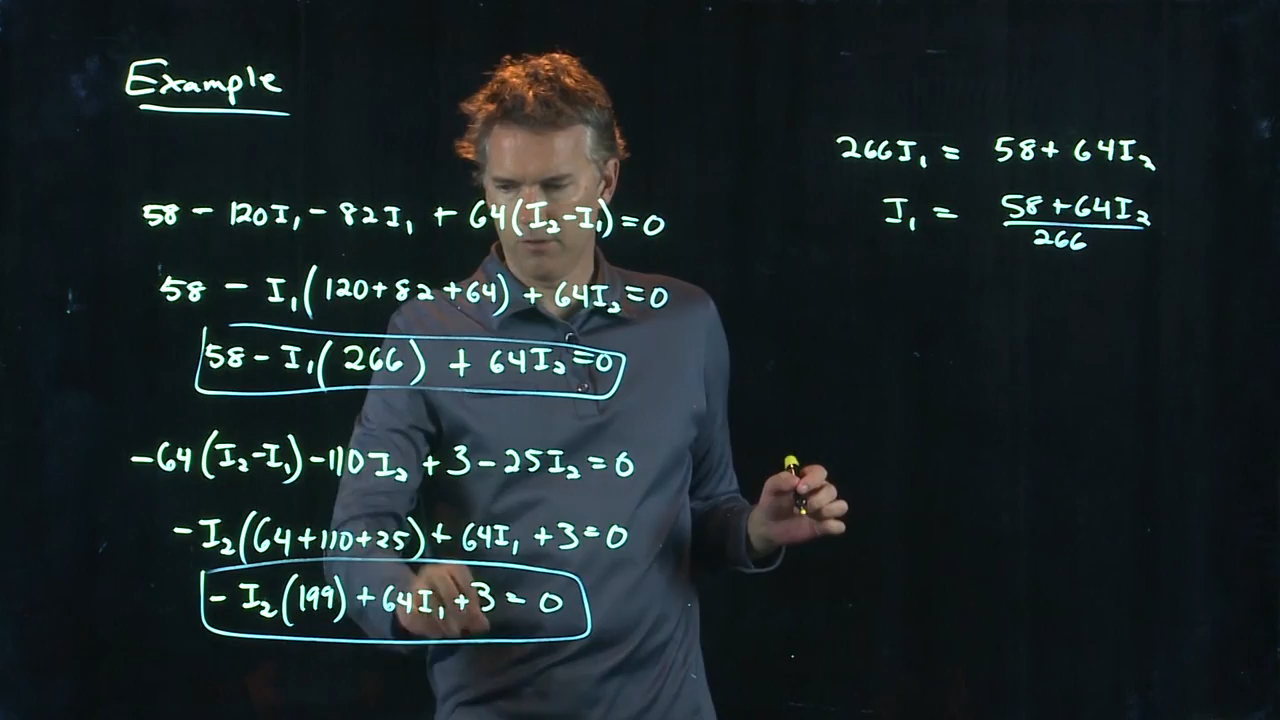 Example
58 - 120I₁ - 82I₁ + 64(I₂-I₁)=0
58 - I₁(120+82+64) + 64I₂=0
58 - I₁(266) + 64I₂=0
-64(I₂-I₁)-110I₂+3-25I₂=0
-I₂(64+110+25)+64I₁+3=0
-I₂(199)+64I₁+3=0
266I₁ = 58+64I₂
I₁ = 58+64I₂
266